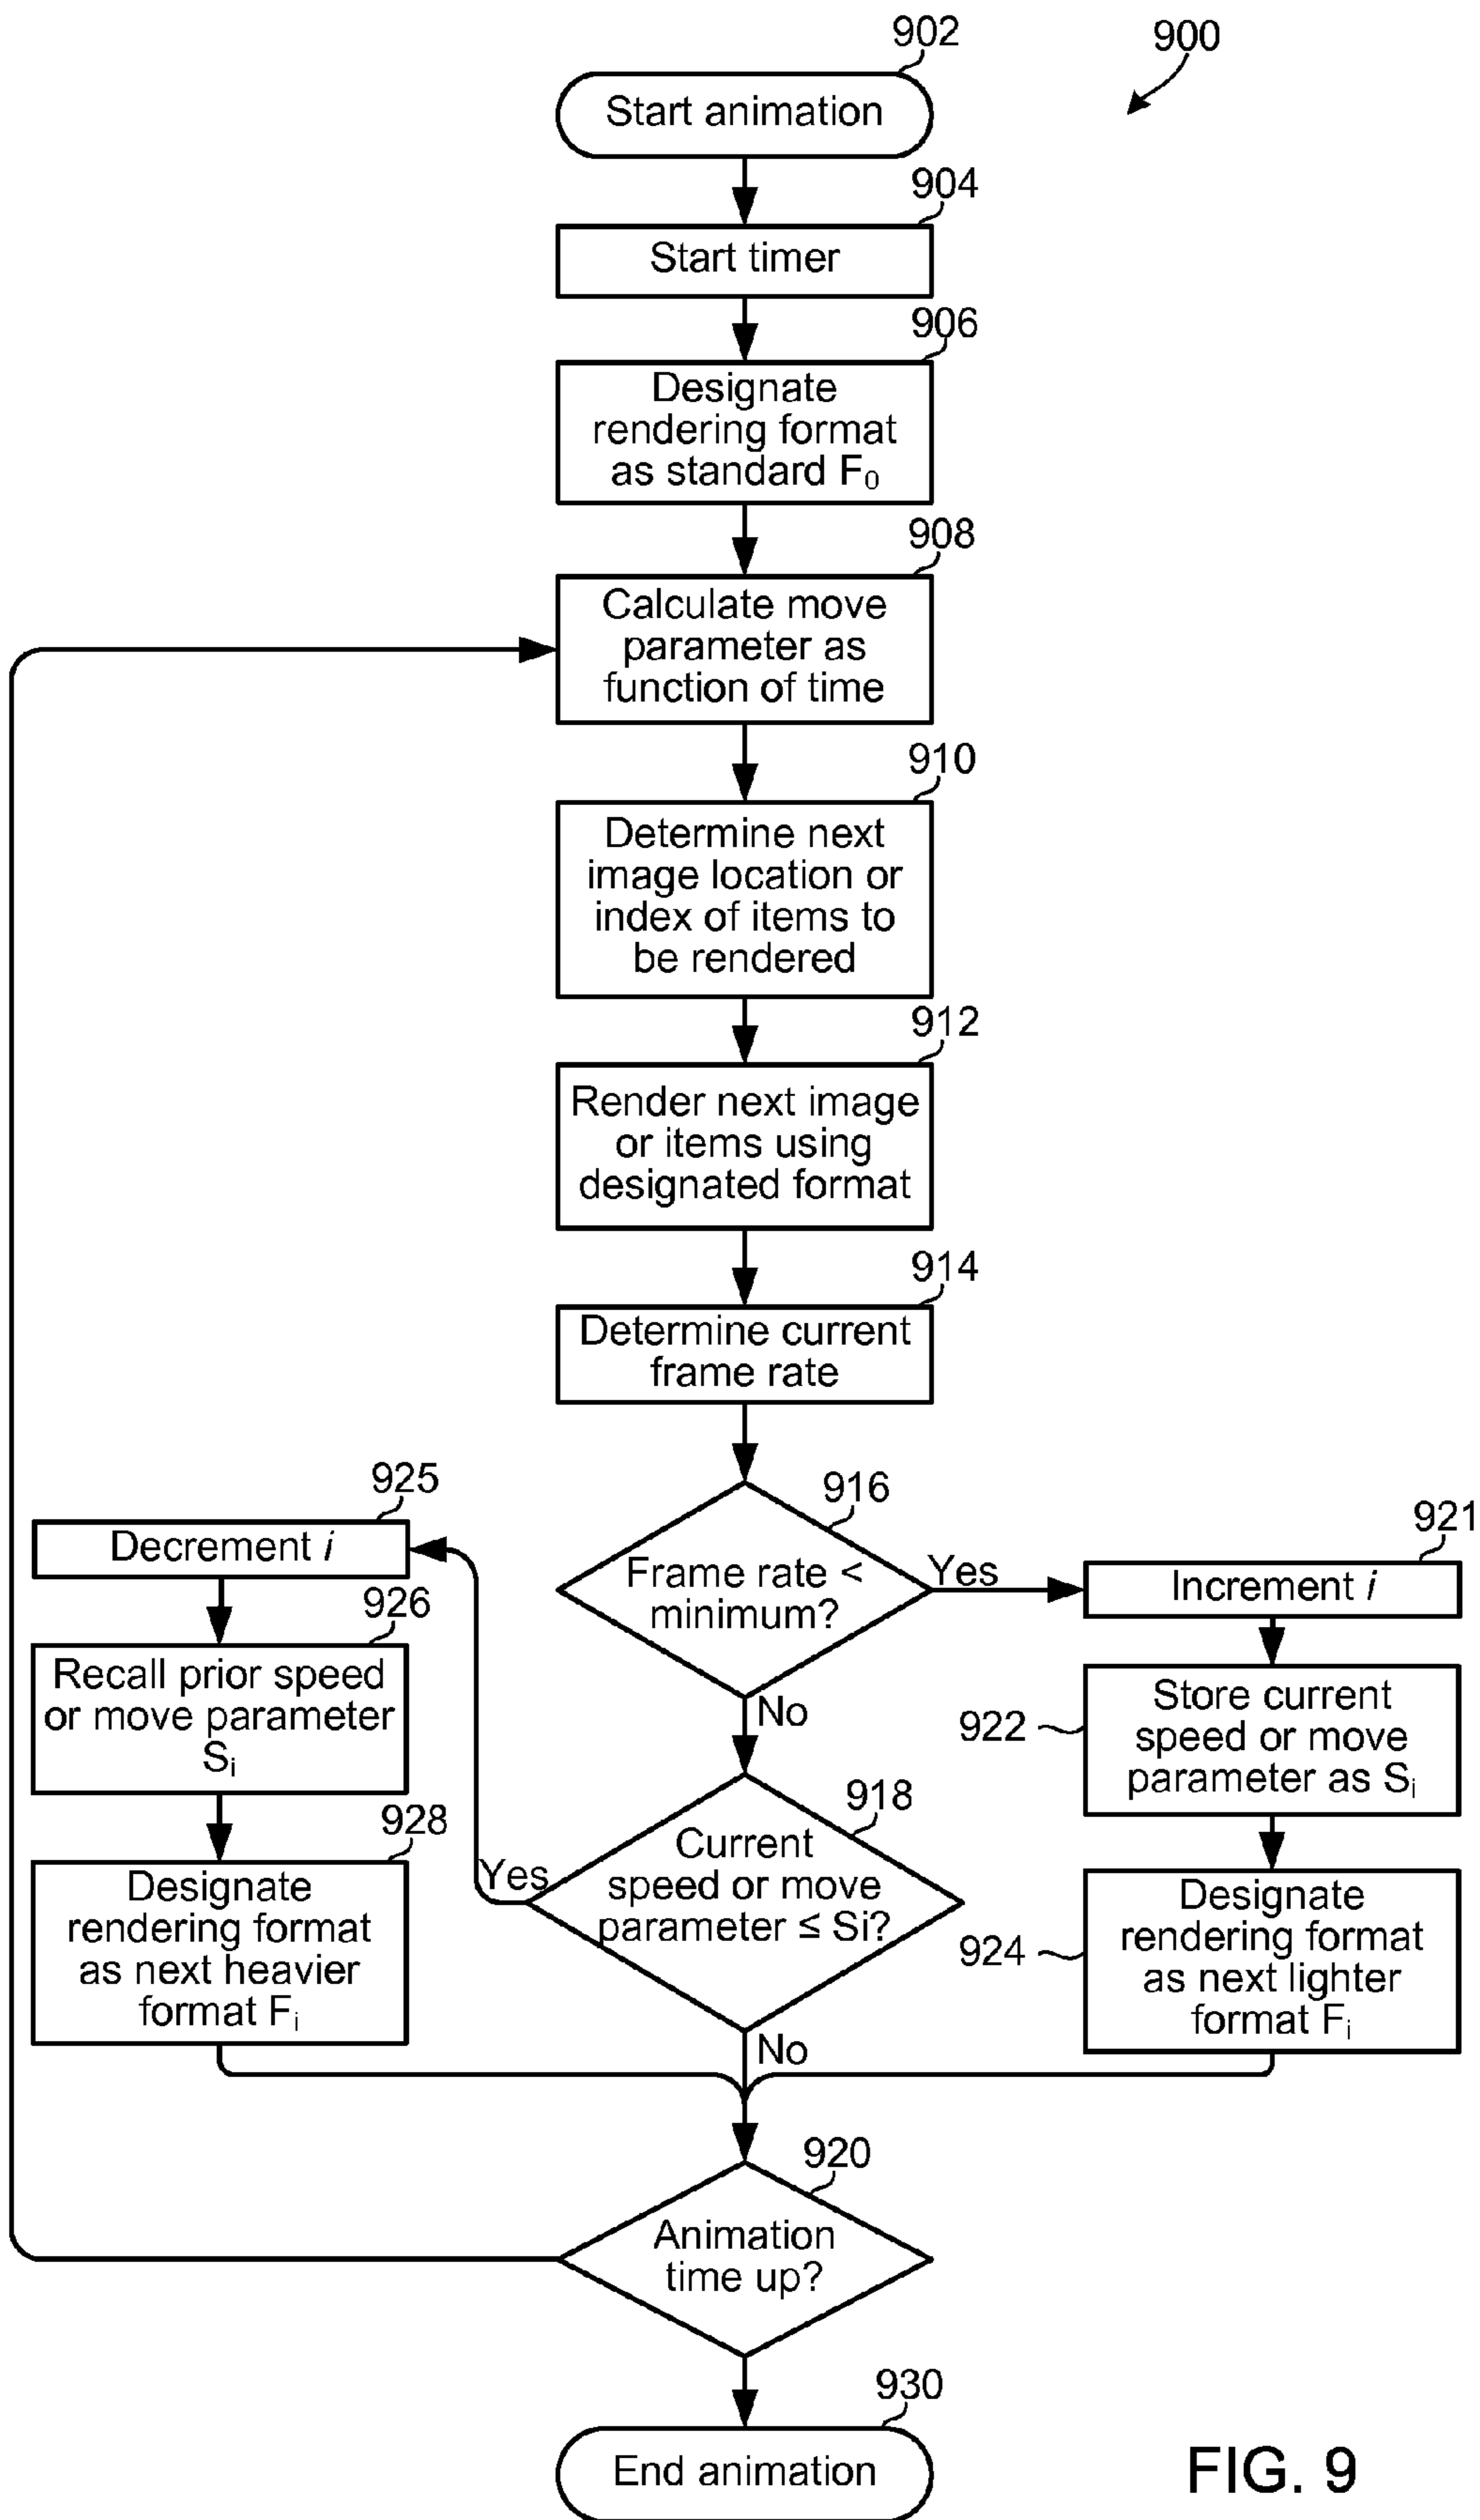 902
900
Start animation
904
Start timer
906
Designate
rendering format
as standard F₀
908
Calculate move
parameter as
function of time
910
Determine next
image location or
index of items to
be rendered
912
Render next image
or items using
designated format
914
Determine current
frame rate
916
Frame rate <
minimum?
Yes
No
921
Increment i
922
Store current
speed or move
parameter as Sᵢ
924
Designate
rendering format
as next lighter
format Fᵢ
918
Current
speed or move
parameter ≤ Si?
Yes
No
925
Decrement i
926
Recall prior speed
or move parameter
Sᵢ
928
Designate
rendering format
as next heavier
format Fᵢ
920
Animation
time up?
930
End animation
FIG. 9